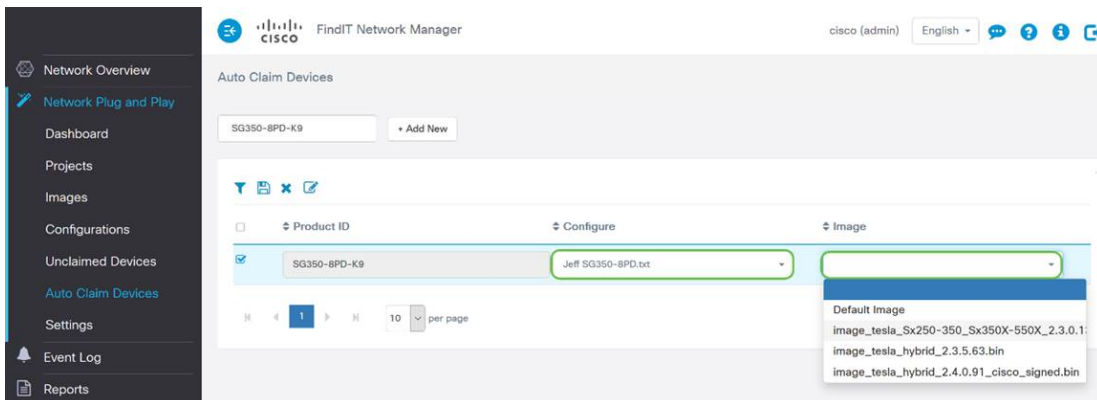 CISCO
FindIT Network Manager
cisco (admin)
English
Network Overview
Network Plug and Play
Dashboard
Projects
Images
Configurations
Unclaimed Devices
Auto Claim Devices
Settings
Event Log
Reports
Auto Claim Devices
SG350-8PD-K9
+ Add New
Product ID
Configure
Image
SG350-8PD-K9
Jeff SG350-8PD.txt
1
10
per page
Default Image
image_tesla_Sx250-350_Sx350X-550X_2.3.0.1
image_tesla_hybrid_2.3.5.63.bin
image_tesla_hybrid_2.4.0.91_cisco_signed.bin